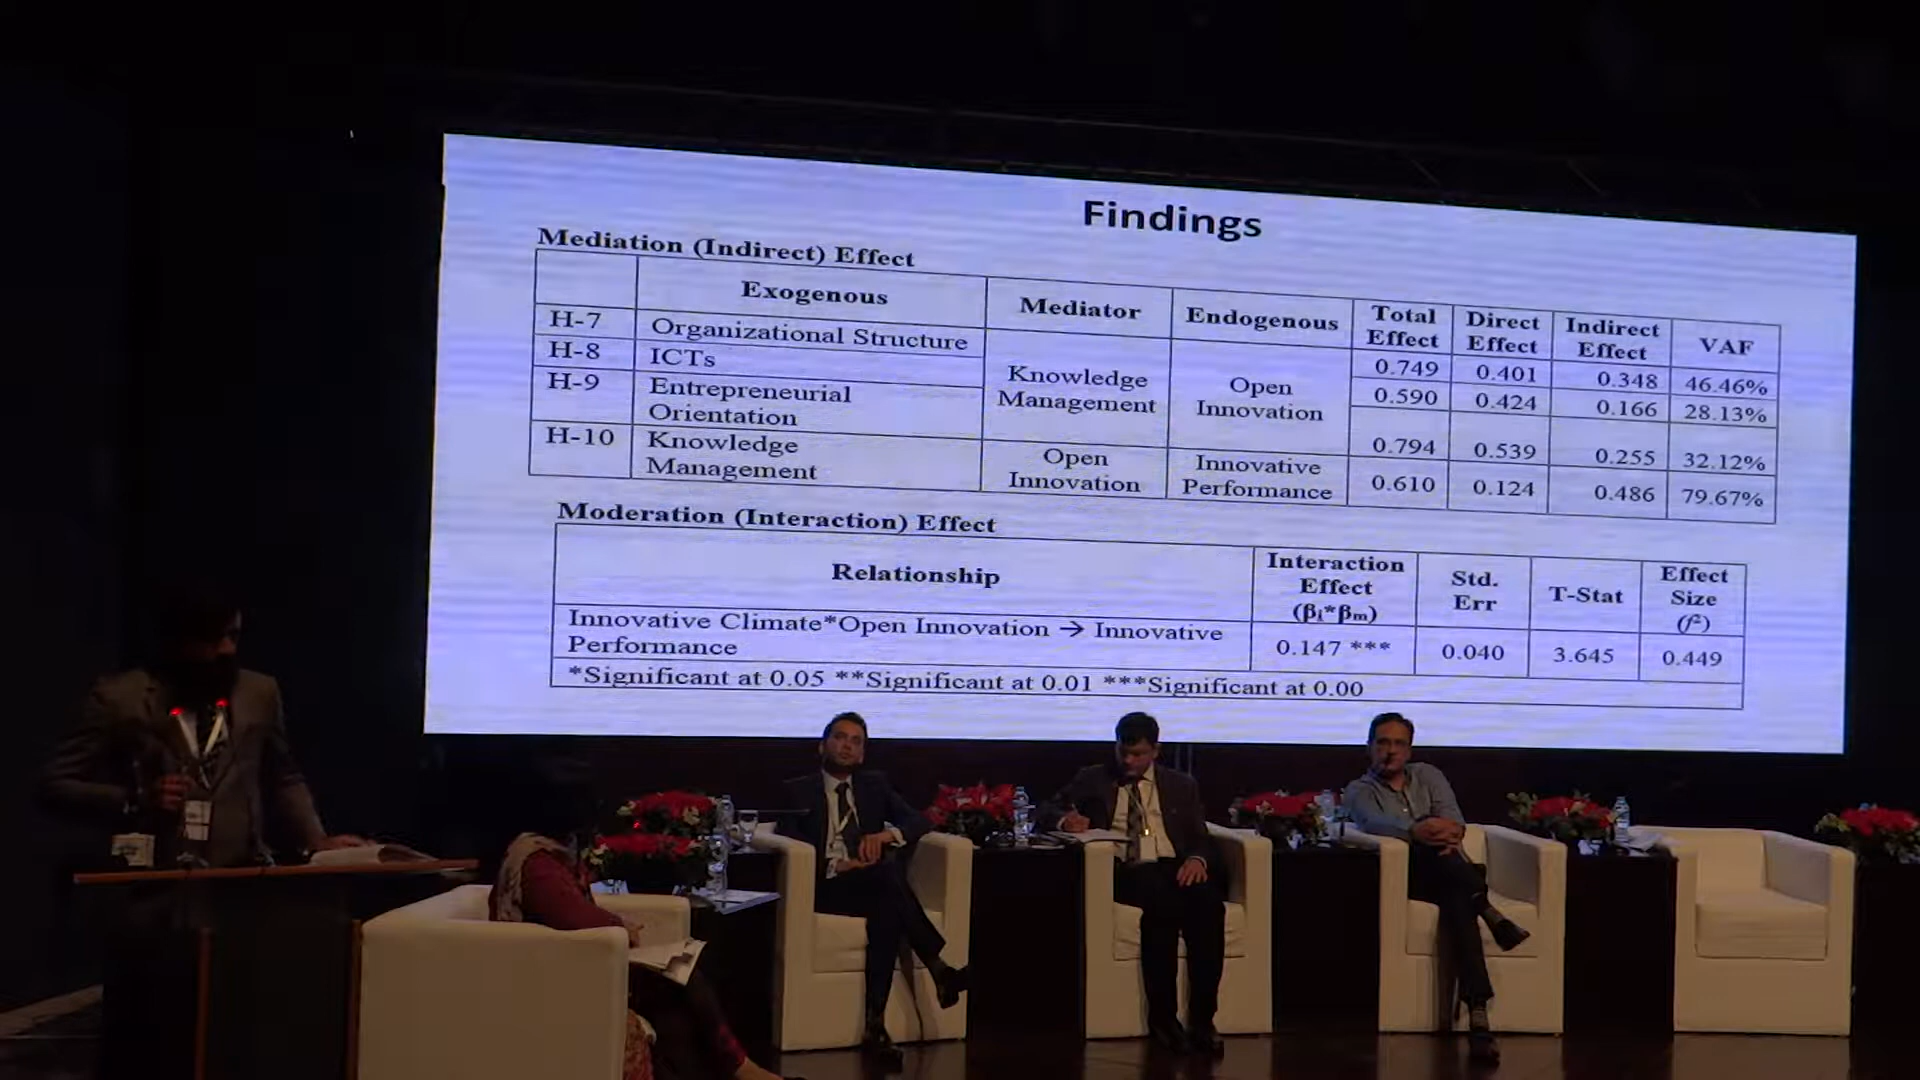 Findings
Mediation (Indirect) Effect
Exogenous
Mediator
Endogenous
Total
Effect
Direct
Effect
Indirect
Effect
VAF
H-7
Organizational Structure
Knowledge
Management
Open
Innovation
0.749
0.401
0.348
46.46%
H-8
ICTs
0.590
0.424
0.166
28.13%
H-9
Entrepreneurial
Orientation
0.794
0.539
0.255
32.12%
H-10
Knowledge
Management
Open
Innovation
Innovative
Performance
0.610
0.124
0.486
79.67%
Moderation (Interaction) Effect
Relationship
Interaction
Effect
(βi*βm)
Std.
Err
T-Stat
Effect
Size
(f²)
Innovative Climate*Open Innovation → Innovative
Performance
0.147 ***
0.040
3.645
0.449
*Significant at 0.05 **Significant at 0.01 ***Significant at 0.00